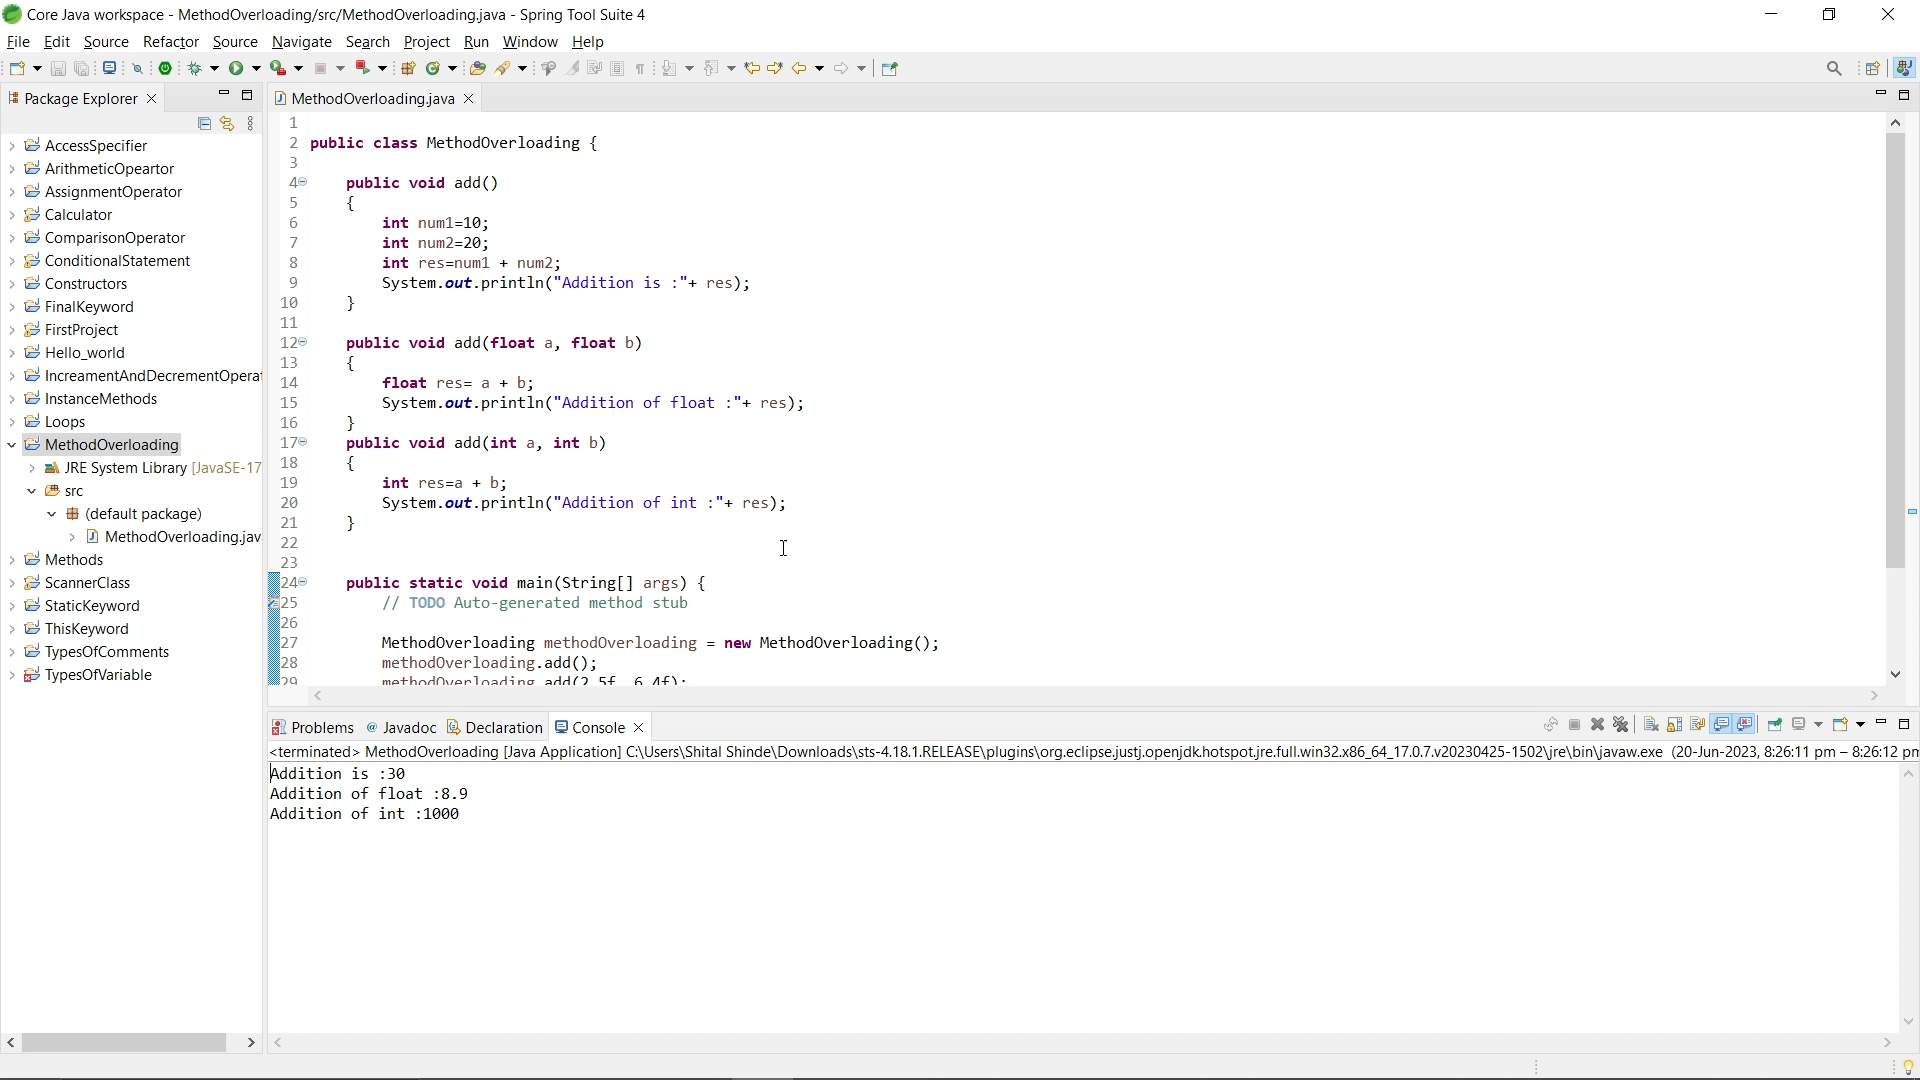 Core Java workspace - MethodOverloading/src/MethodOverloading.java - Spring Tool Suite 4
File Edit Source Refactor Source Navigate Search Project Run Window Help
Package Explorer
AccessSpecifier
ArithmeticOpeartor
AssignmentOperator
Calculator
ComparisonOperator
ConditionalStatement
Constructors
FinalKeyword
FirstProject
Hello_world
IncreamentAndDecrementOperat
InstanceMethods
Loops
MethodOverloading
JRE System Library [JavaSE-17
src
(default package)
MethodOverloading.jav
Methods
ScannerClass
StaticKeyword
ThisKeyword
TypesOfComments
TypesOfVariable
MethodOverloading.java
1
2 public class MethodOverloading {
3
4 public void add()
5 {
6 int num1=10;
7 int num2=20;
8 int res=num1 + num2;
9 System.out.println("Addition is :"+ res);
10 }
11
12 public void add(float a, float b)
13 {
14 float res= a + b;
15 System.out.println("Addition of float :"+ res);
16 }
17 public void add(int a, int b)
18 {
19 int res=a + b;
20 System.out.println("Addition of int :"+ res);
21 }
22
23
24 public static void main(String[] args) {
25 // TODO Auto-generated method stub
26
27 MethodOverloading methodOverloading = new MethodOverloading();
28 methodOverloading.add();
29 methodOverloading.add(2.5f, 6.4f);
Problems Javadoc Declaration Console
<terminated> MethodOverloading [Java Application] C:\Users\Shital Shinde\Downloads\sts-4.18.1.RELEASE\plugins\org.eclipse.justj.openjdk.hotspot.jre.full.win32.x86_64_17.0.7.v20230425-1502\jre\bin\javaw.exe (20-Jun-2023, 8:26:11 pm – 8:26:12 pm
Addition is :30
Addition of float :8.9
Addition of int :1000